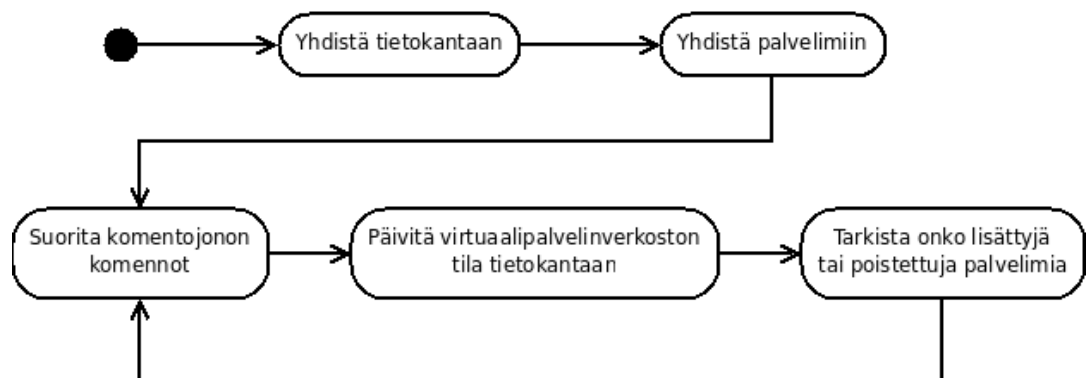 Yhdistä tietokantaan
Yhdistä palvelimiin
Suorita komentojonon
komennot
Päivitä virtuaalipalvelinverkoston
tila tietokantaan
Tarkista onko lisättyjä
tai poistettuja palvelimia